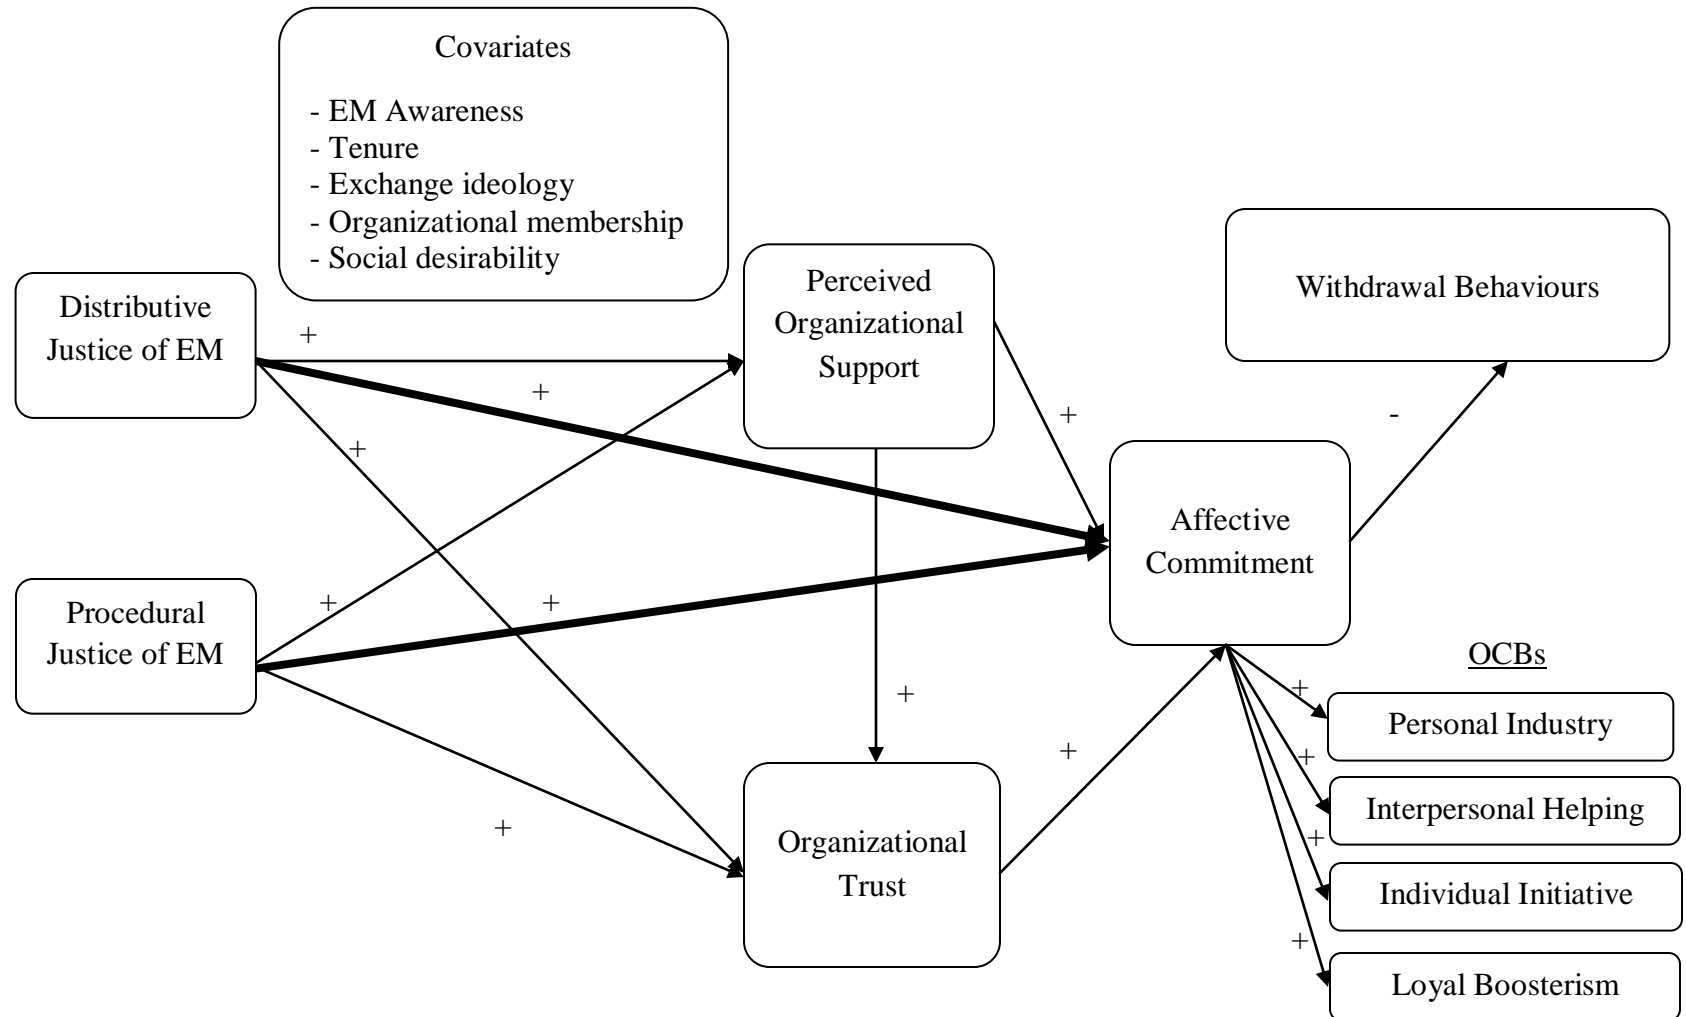 Covariates
- EM Awareness
- Tenure
- Exchange ideology
- Organizational membership
- Social desirability
Distributive
Justice of EM
Procedural
Justice of EM
Perceived
Organizational
Support
Organizational
Trust
Affective
Commitment
Withdrawal Behaviours
OCBs
Personal Industry
Interpersonal Helping
Individual Initiative
Loyal Boosterism
+
+
+
+
+
+
+
+
+
-
+
+
+
+